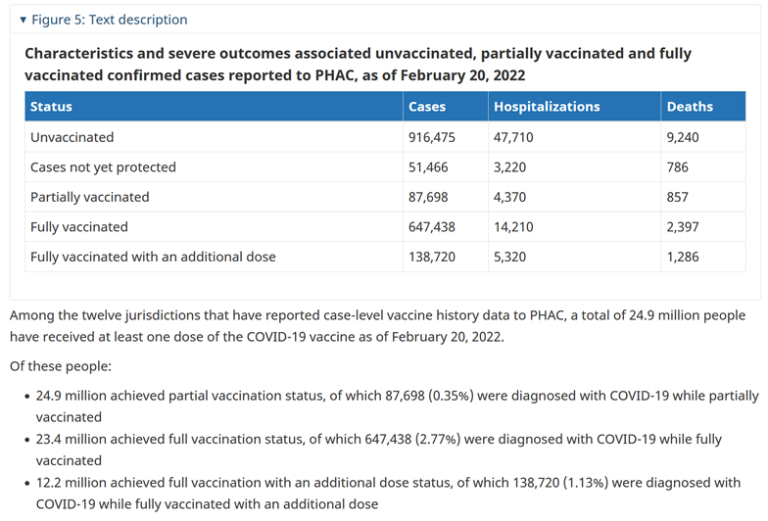 ▼ Figure 5: Text description
Characteristics and severe outcomes associated unvaccinated, partially vaccinated and fully
vaccinated confirmed cases reported to PHAC, as of February 20, 2022
Status Cases Hospitalizations Deaths
Unvaccinated 916,475 47,710 9,240
Cases not yet protected 51,466 3,220 786
Partially vaccinated 87,698 4,370 857
Fully vaccinated 647,438 14,210 2,397
Fully vaccinated with an additional dose 138,720 5,320 1,286
Among the twelve jurisdictions that have reported case-level vaccine history data to PHAC, a total of 24.9 million people
have received at least one dose of the COVID-19 vaccine as of February 20, 2022.
Of these people:
• 24.9 million achieved partial vaccination status, of which 87,698 (0.35%) were diagnosed with COVID-19 while partially
vaccinated
• 23.4 million achieved full vaccination status, of which 647,438 (2.77%) were diagnosed with COVID-19 while fully
vaccinated
• 12.2 million achieved full vaccination with an additional dose status, of which 138,720 (1.13%) were diagnosed with
COVID-19 while fully vaccinated with an additional dose